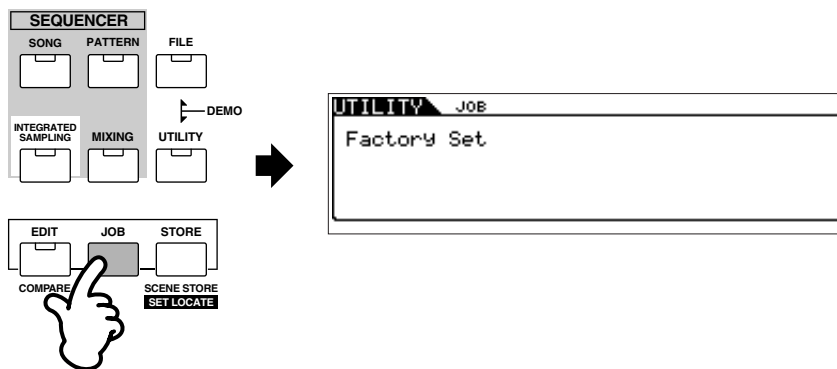 SEQUENCER
SONG PATTERN FILE
DEMO
INTEGRATED SAMPLING MIXING UTILITY
EDIT JOB STORE
COMPARE SCENE STORE
SET LOCATE
UTILITY JOB
Factory Set